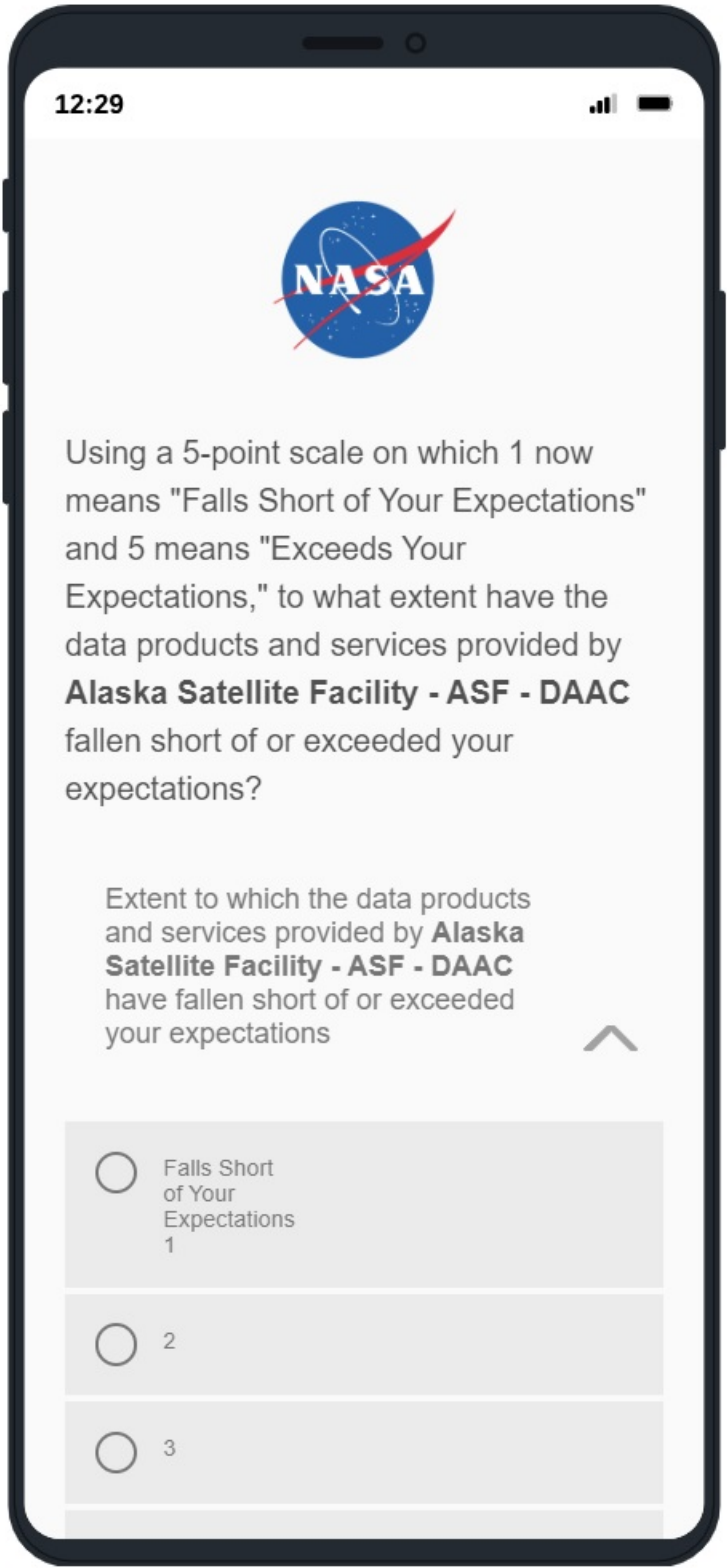 12:29
NASA
Using a 5-point scale on which 1 now
means "Falls Short of Your Expectations"
and 5 means "Exceeds Your
Expectations," to what extent have the
data products and services provided by
Alaska Satellite Facility - ASF - DAAC
fallen short of or exceeded your
expectations?
Extent to which the data products
and services provided by Alaska
Satellite Facility - ASF - DAAC
have fallen short of or exceeded
your expectations
Falls Short
of Your
Expectations
1
2
3